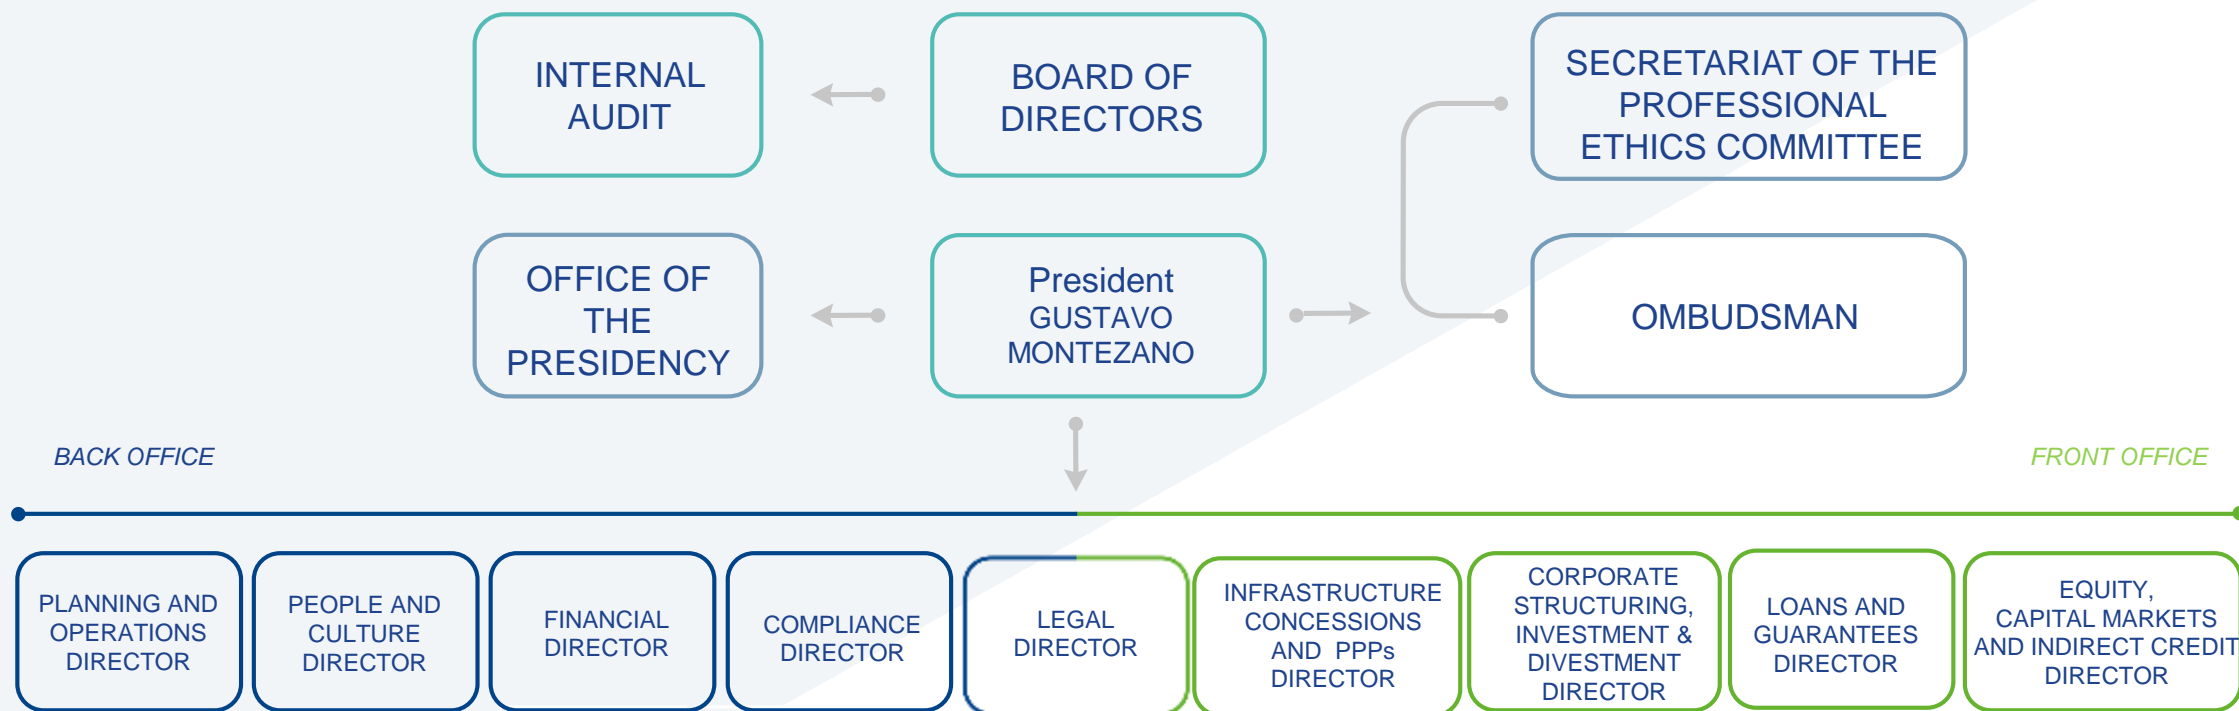 INTERNAL
AUDIT
BOARD OF
DIRECTORS
SECRETARIAT OF THE
PROFESSIONAL
ETHICS COMMITTEE
OFFICE OF
THE
PRESIDENCY
President
GUSTAVO
MONTEZANO
OMBUDSMAN
BACK OFFICE
FRONT OFFICE
PLANNING AND
OPERATIONS
DIRECTOR
PEOPLE AND
CULTURE
DIRECTOR
FINANCIAL
DIRECTOR
COMPLIANCE
DIRECTOR
LEGAL
DIRECTOR
INFRASTRUCTURE
CONCESSIONS
AND PPPs
DIRECTOR
CORPORATE
STRUCTURING,
INVESTMENT &
DIVESTMENT
DIRECTOR
LOANS AND
GUARANTEES
DIRECTOR
EQUITY,
CAPITAL MARKETS
AND INDIRECT CREDIT
DIRECTOR